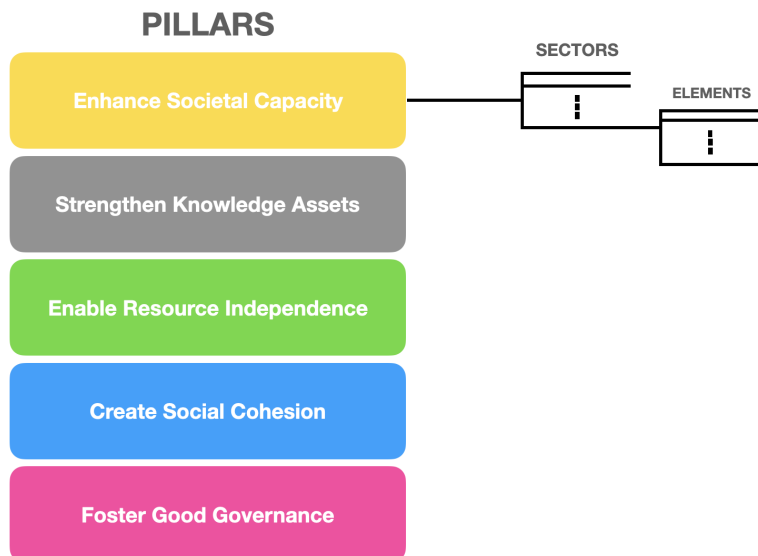 PILLARS
SECTORS
ELEMENTS
Enhance Societal Capacity
Strengthen Knowledge Assets
Enable Resource Independence
Create Social Cohesion
Foster Good Governance